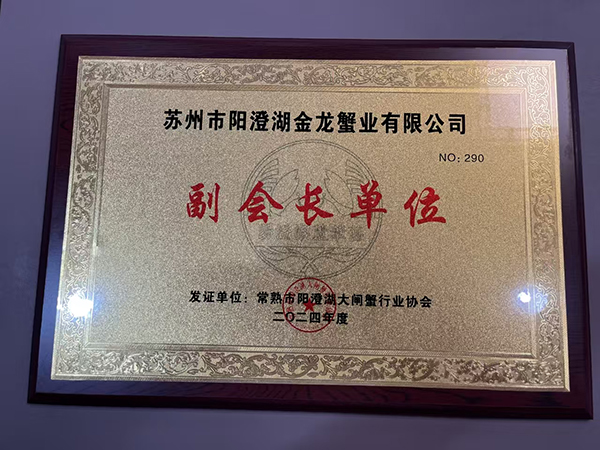 苏州市阳澄湖金龙蟹业有限公司
NO: 290
副会长单位
发证单位：常熟市阳澄湖大闸蟹行业协会
二〇二四年度